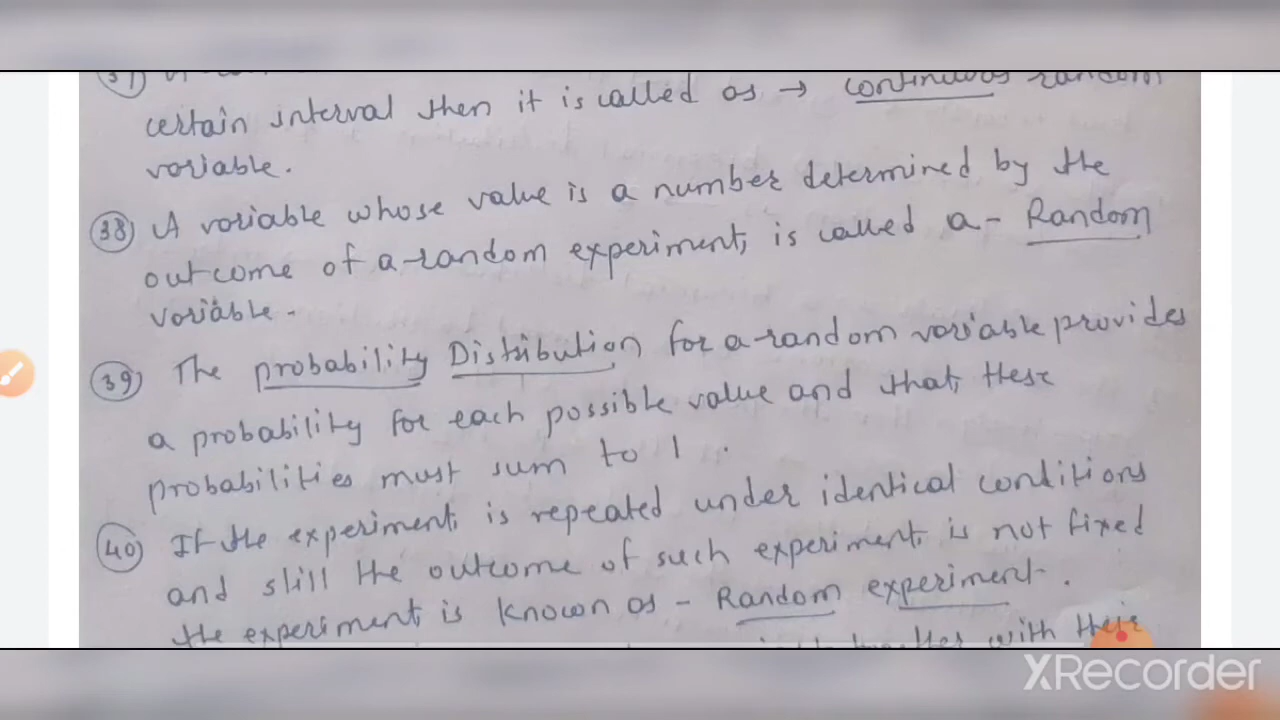 certain interval then it is called as → continuous random
variable.
38) A variable whose value is a number determined by the
outcome of a random experiment, is called a - Random
variable -
39) The probability Distribution for a random variable provides
a probability for each possible value and that, these
probabilities must sum to 1 .
40) If the experiment is repeated under identical conditions
and still the outcome of such experiment is not fixed
the experiment is known as - Random experiment .
together with their
XRecorder